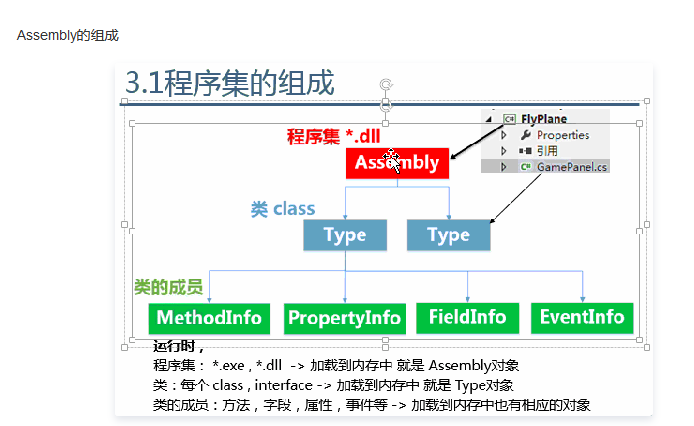 Assembly的组成
3.1程序集的组成
程序集 *.dll
Assembly
FlyPlane
Properties
引用
GamePanel.cs
类 class
Type
Type
类的成员
MethodInfo
PropertyInfo
FieldInfo
EventInfo
运行时，
程序集： *.exe , *.dll -> 加载到内存中 就是 Assembly对象
类：每个 class , interface -> 加载到内存中 就是 Type对象
类的成员：方法，字段，属性，事件等 -> 加载到内存中也有相应的对象